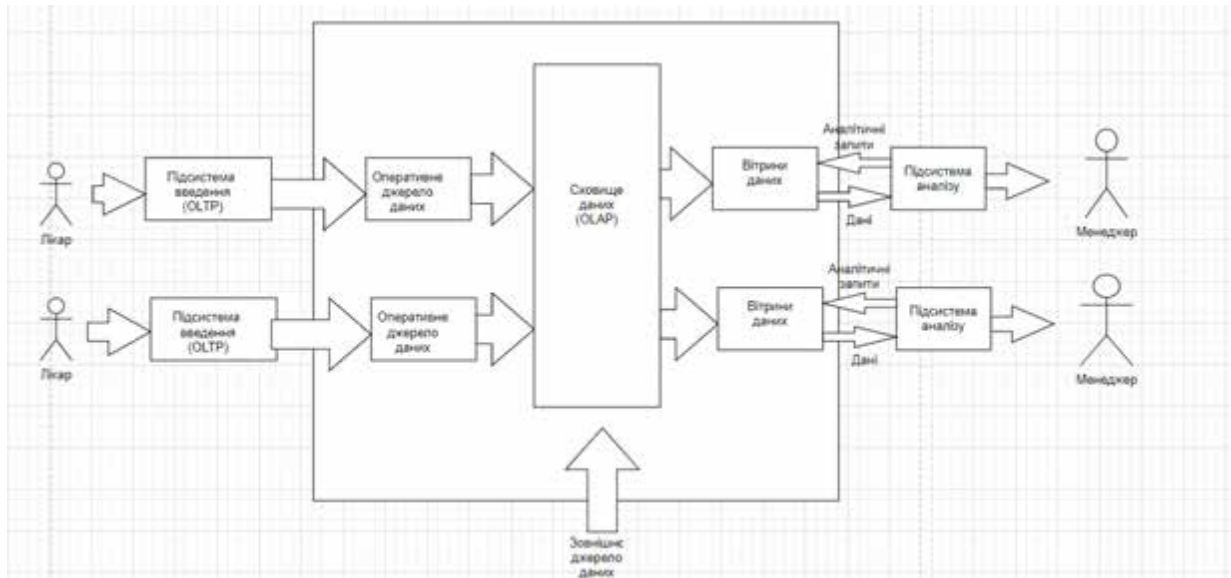 Лікар
Підсистема
введення
(OLTP)
Оперативне
джерело
даних
Сховище
даних
(OLAP)
Вітрини
даних
Аналітичні
запити
Дані
Підсистема
аналізу
Менеджер
Лікар
Підсистема
введення
(OLTP)
Оперативне
джерело
даних
Вітрини
даних
Аналітичні
запити
Дані
Підсистема
аналізу
Менеджер
Зовнішнє
джерело
даних